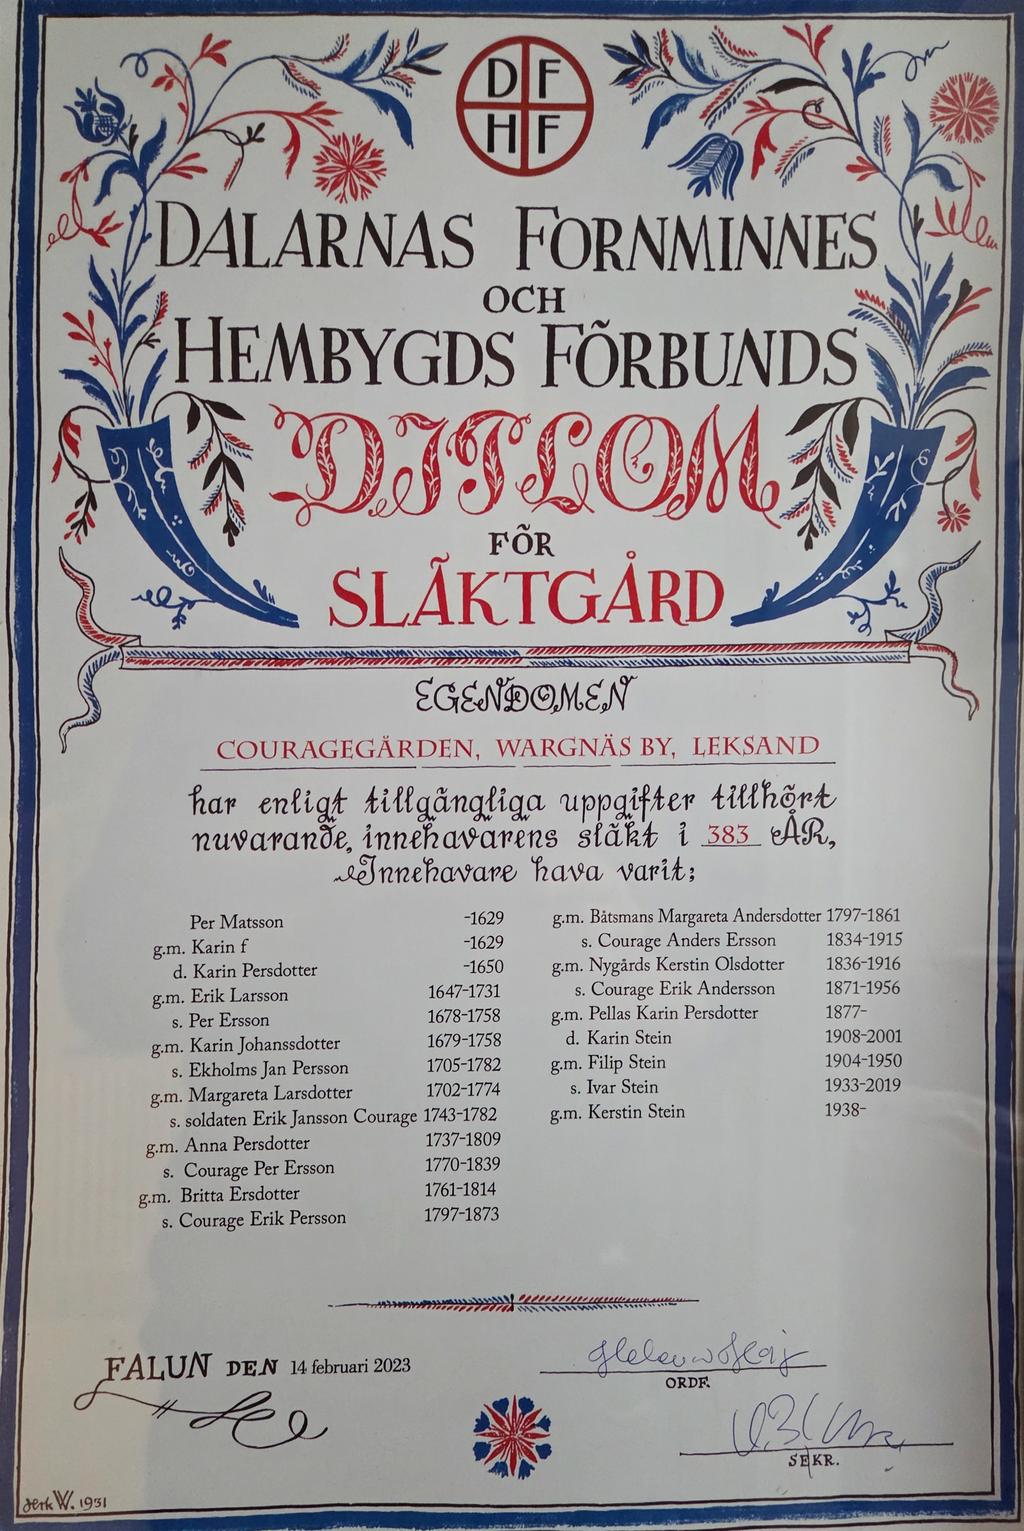 D F
H F
DALARNAS FORNMINNES
OCH
HEMBYGDS FÖRBUNDS
DIPLOM
FÖR
SLÄKTGÅRD
EGENDOMEN
COURAGEGÅRDEN, WARGNÄS BY, LEKSAND
har enligt tillgängliga uppgifter tillhört
nuvarande, innehavarens släkt i 383 ÅR,
Innehavare hava varit;
Per Matsson -1629
g.m. Karin f -1629
d. Karin Persdotter -1650
g.m. Erik Larsson 1647-1731
s. Per Ersson 1678-1758
g.m. Karin Johanssdotter 1679-1758
s. Ekholms Jan Persson 1705-1782
g.m. Margareta Larsdotter 1702-1774
s. soldaten Erik Jansson Courage 1743-1782
g.m. Anna Persdotter 1737-1809
s. Courage Per Ersson 1770-1839
g.m. Britta Ersdotter 1761-1814
s. Courage Erik Persson 1797-1873
g.m. Båtsmans Margareta Andersdotter 1797-1861
s. Courage Anders Ersson 1834-1915
g.m. Nygårds Kerstin Olsdotter 1836-1916
s. Courage Erik Andersson 1871-1956
g.m. Pellas Karin Persdotter 1877-
d. Karin Stein 1908-2001
g.m. Filip Stein 1904-1950
s. Ivar Stein 1933-2019
g.m. Kerstin Stein 1938-
FALUN DEN 14 februari 2023
ORDF.
SEKR.
Jerk W. 1931